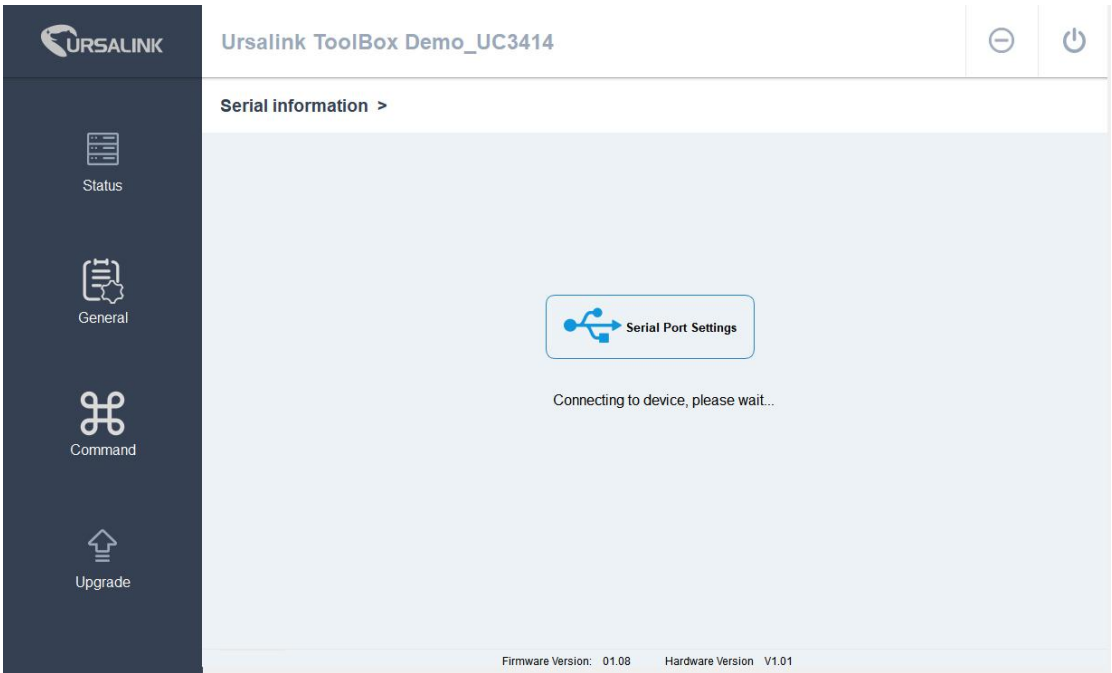 URSALINK
Ursalink ToolBox Demo_UC3414
Serial information >
Status
General
Command
Upgrade
Serial Port Settings
Connecting to device, please wait...
Firmware Version: 01.08 Hardware Version V1.01